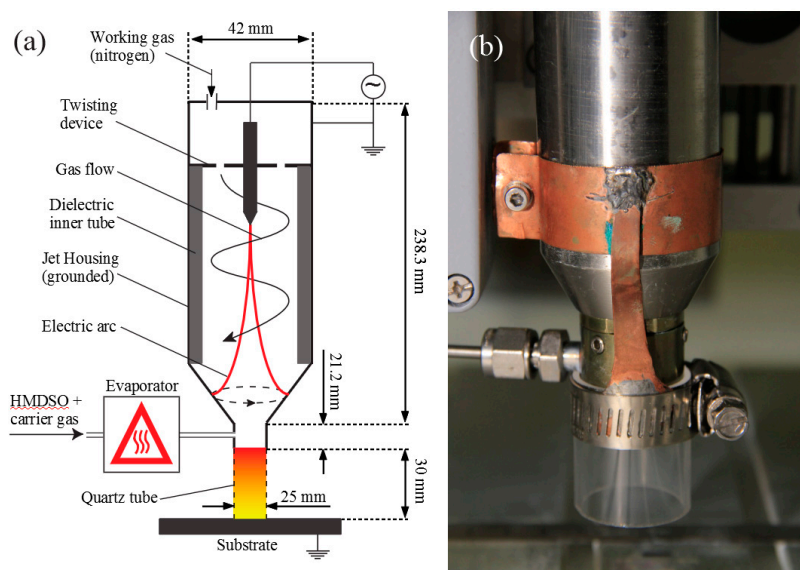 (a)
42 mm
Working gas
(nitrogen)
Twisting
device
Gas flow
Dielectric
inner tube
Jet Housing
(grounded)
Electric arc
238.3 mm
21.2 mm
Evaporator
HMDSO +
carrier gas
30 mm
Quartz tube
25 mm
Substrate
(b)